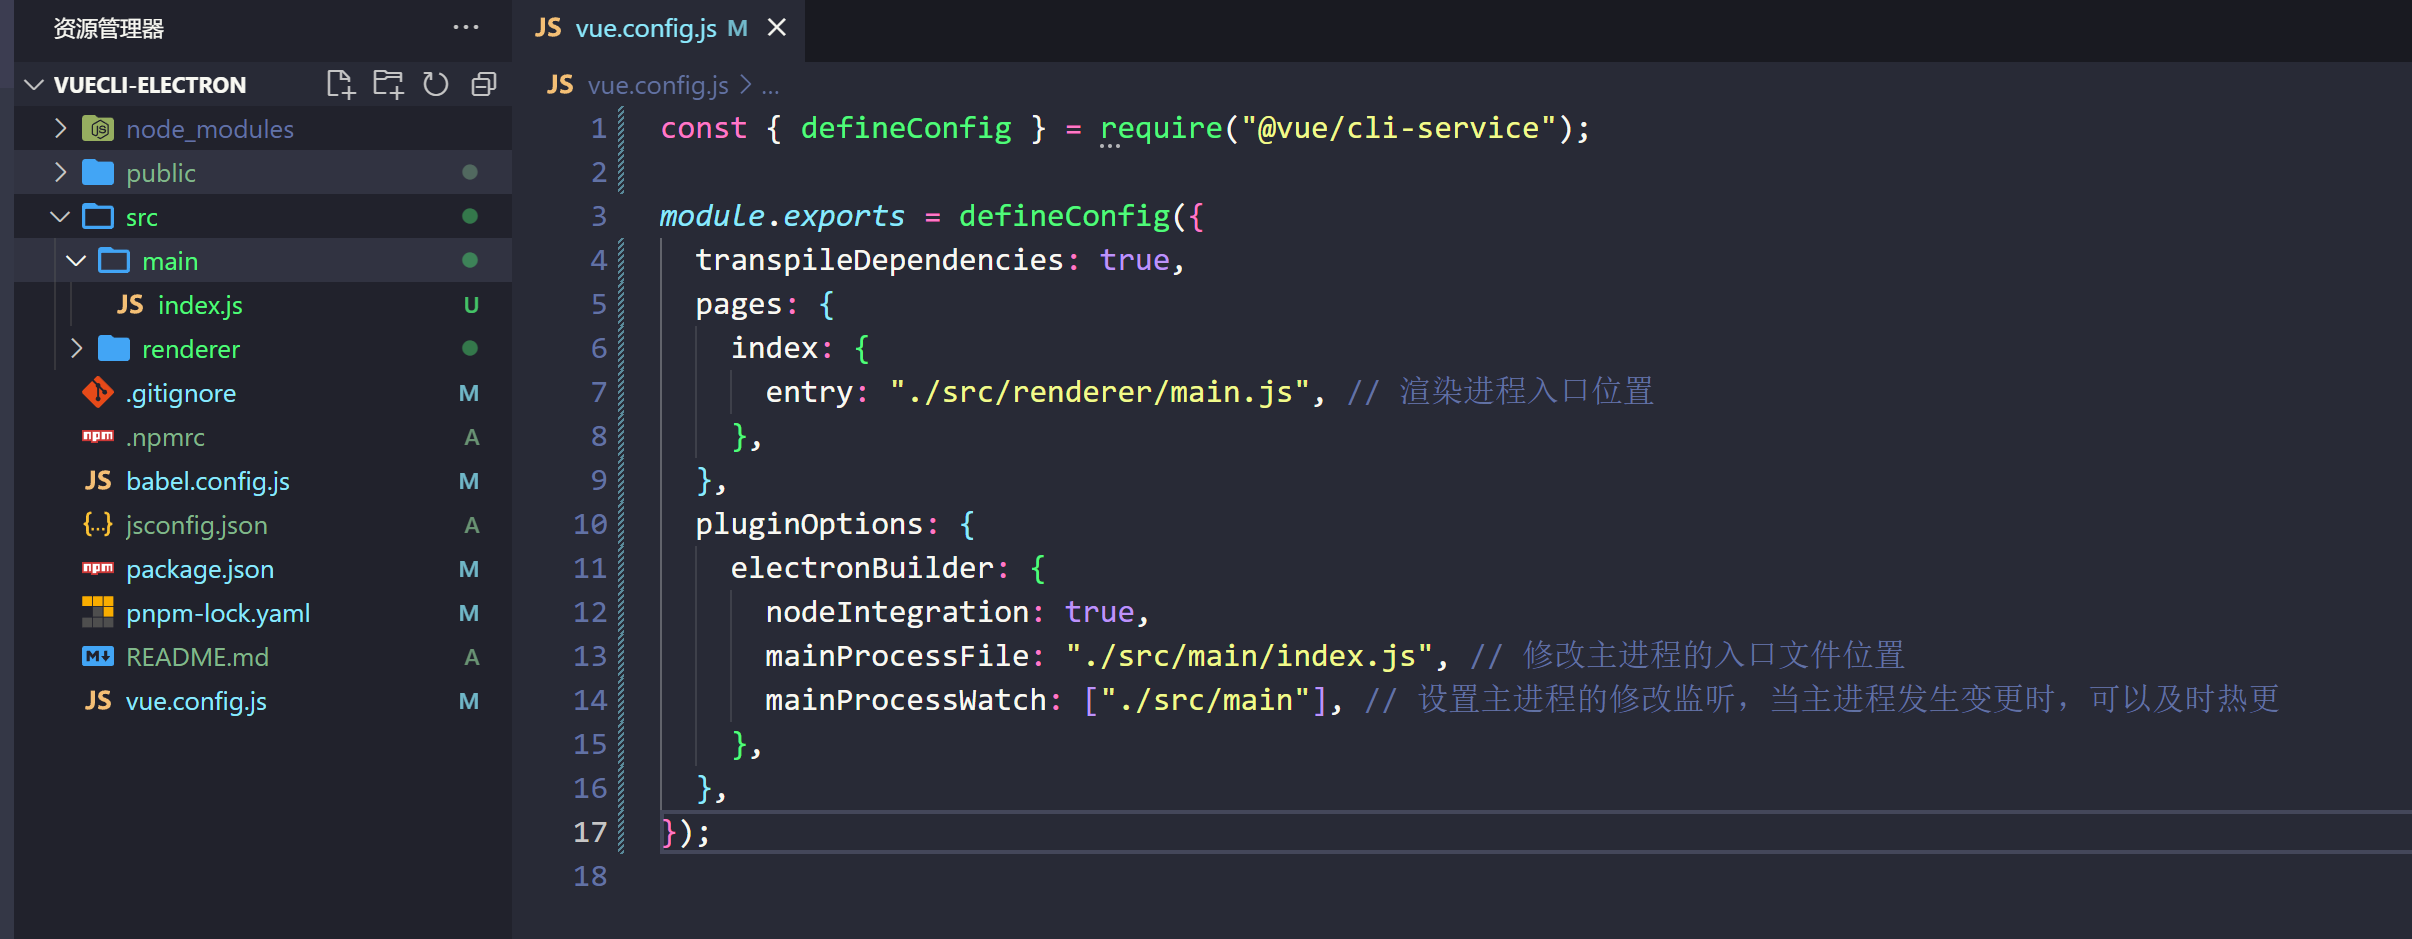 资源管理器 ...
VUECLI-ELECTRON
node_modules
public
src
main
JS index.js U
renderer
.gitignore M
npm .npmrc A
JS babel.config.js M
{...} jsconfig.json A
npm package.json M
pnpm-lock.yaml M
M README.md A
JS vue.config.js M
JS vue.config.js M
JS vue.config.js > ...
1 const { defineConfig } = require("@vue/cli-service");
2
3 module.exports = defineConfig({
4 transpileDependencies: true,
5 pages: {
6 index: {
7 entry: "./src/renderer/main.js", // 渲染进程入口位置
8 },
9 },
10 pluginOptions: {
11 electronBuilder: {
12 nodeIntegration: true,
13 mainProcessFile: "./src/main/index.js", // 修改主进程的入口文件位置
14 mainProcessWatch: ["./src/main"], // 设置主进程的修改监听，当主进程发生变更时，可以及时热更
15 },
16 },
17 });
18